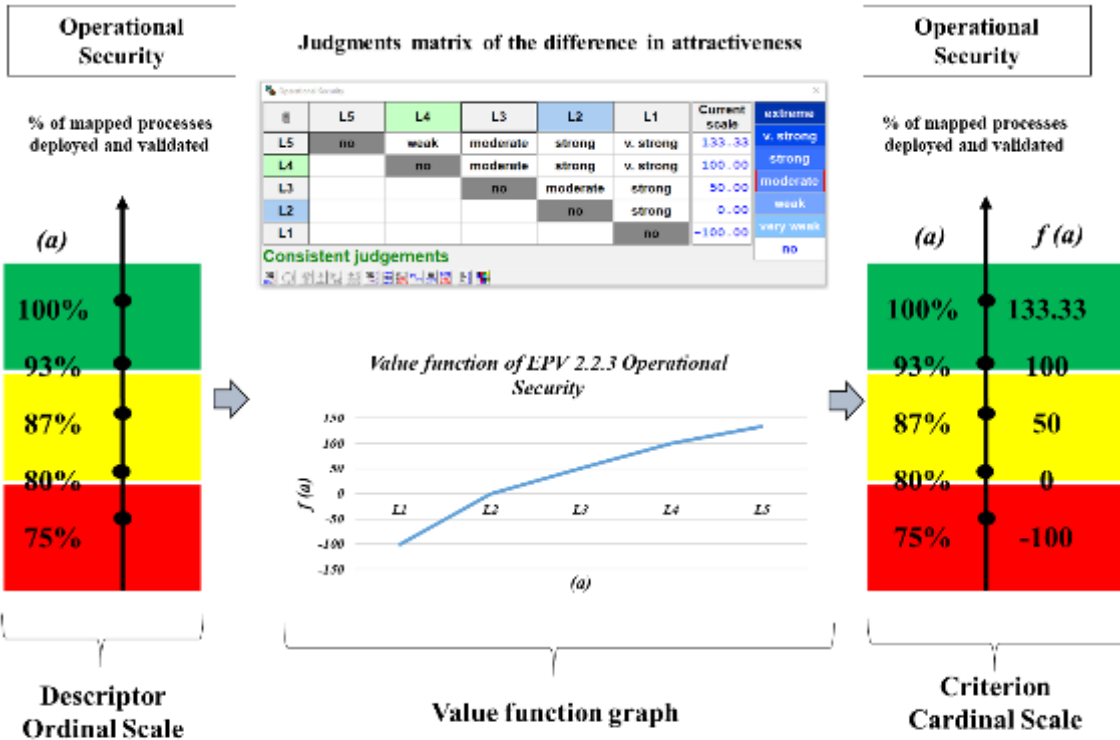 Operational
Security
% of mapped processes
deployed and validated
(a)
100%
93%
87%
80%
75%
Descriptor
Ordinal Scale
Judgments matrix of the difference in attractiveness
Operational Security
L5 L4 L3 L2 L1 Current scale extreme
L5 no weak moderate strong v. strong 133.33 v. strong
L4 no moderate strong v. strong 100.00 strong
L3 no moderate strong 50.00 moderate
L2 no strong 0.00 weak
L1 no -100.00 very weak
no
Consistent judgements
Value function of EPV 2.2.3 Operational
Security
f (a)
150
100
50
0
-50
-100
-150
L1 L2 L3 L4 L5
(a)
Value function graph
Operational
Security
% of mapped processes
deployed and validated
(a) f (a)
100% 133.33
93% 100
87% 50
80% 0
75% -100
Criterion
Cardinal Scale